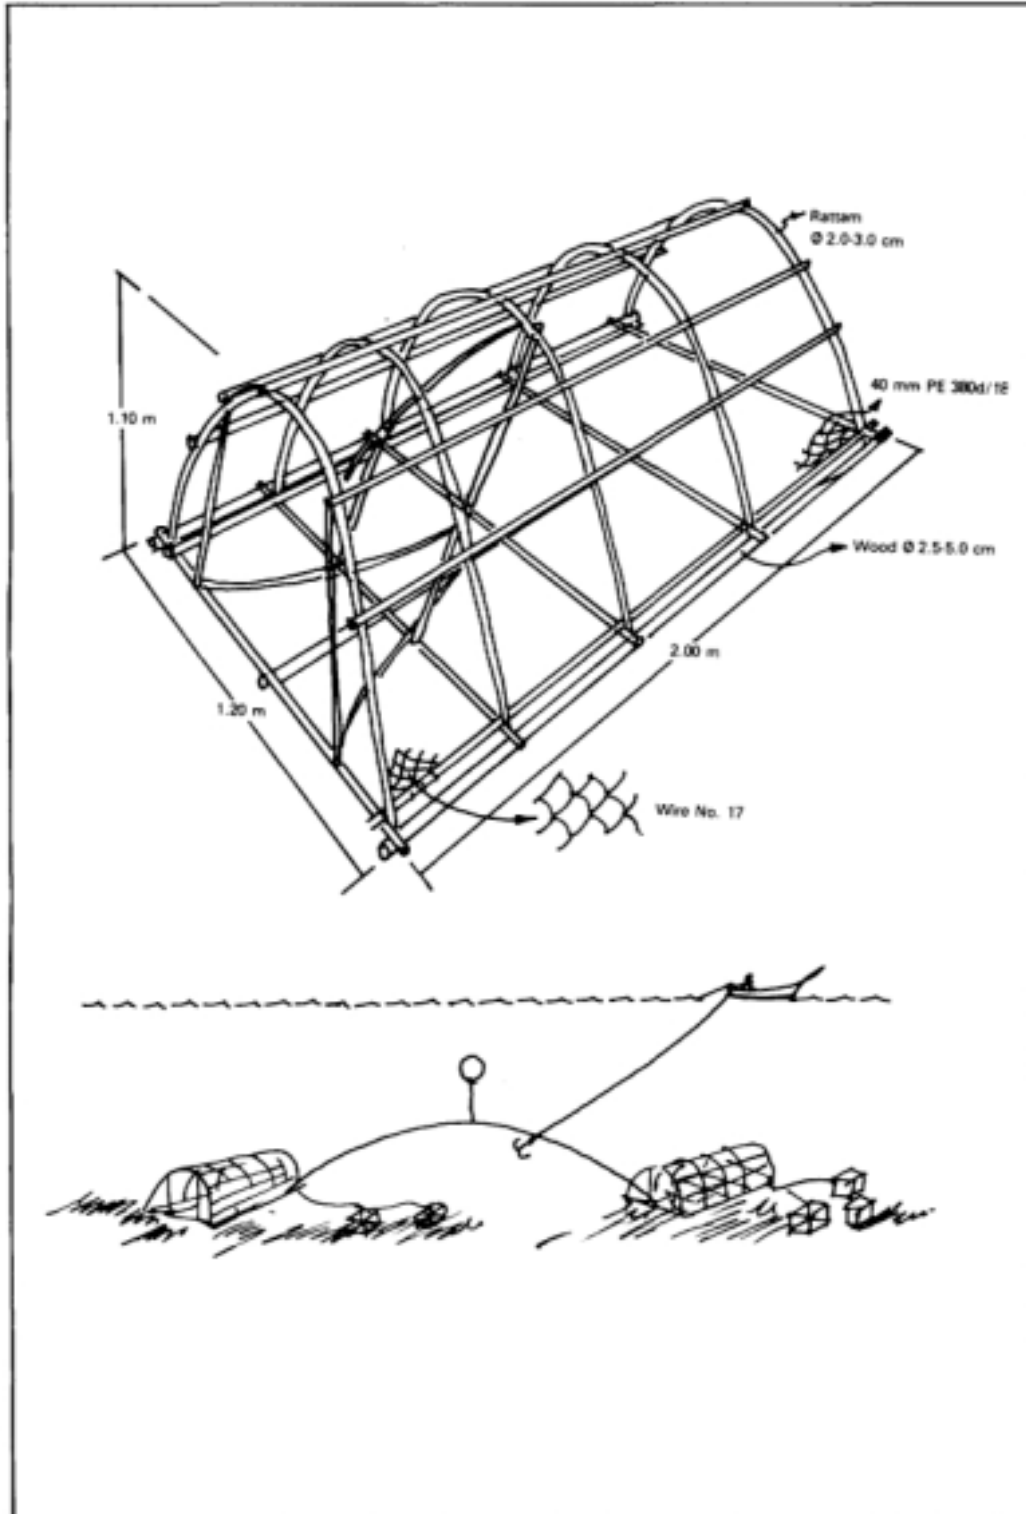 Rattam
Ø 2.0-3.0 cm
1.10 m
40 mm PE 380d/18
Wood Ø 2.5-5.0 cm
2.00 m
1.20 m
Wire No. 17